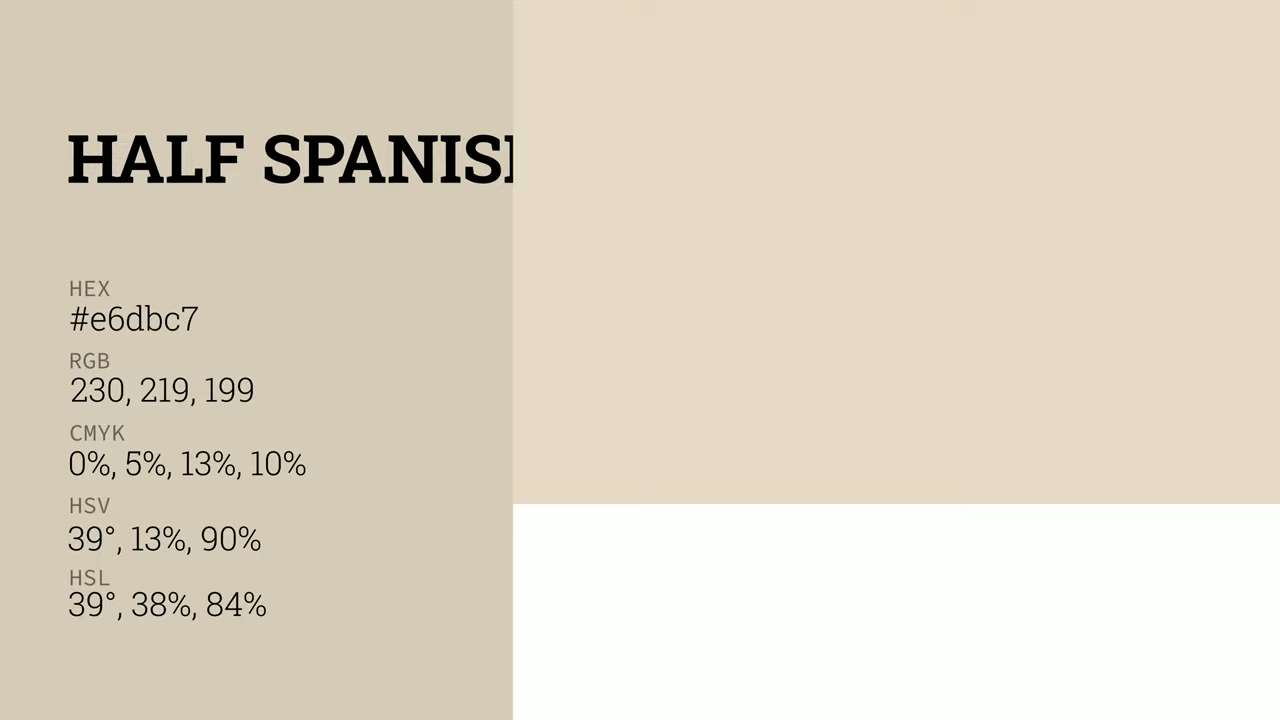 HALF SPANIS
HEX
#e6dbc7
RGB
230, 219, 199
CMYK
0%, 5%, 13%, 10%
HSV
39°, 13%, 90%
HSL
39°, 38%, 84%